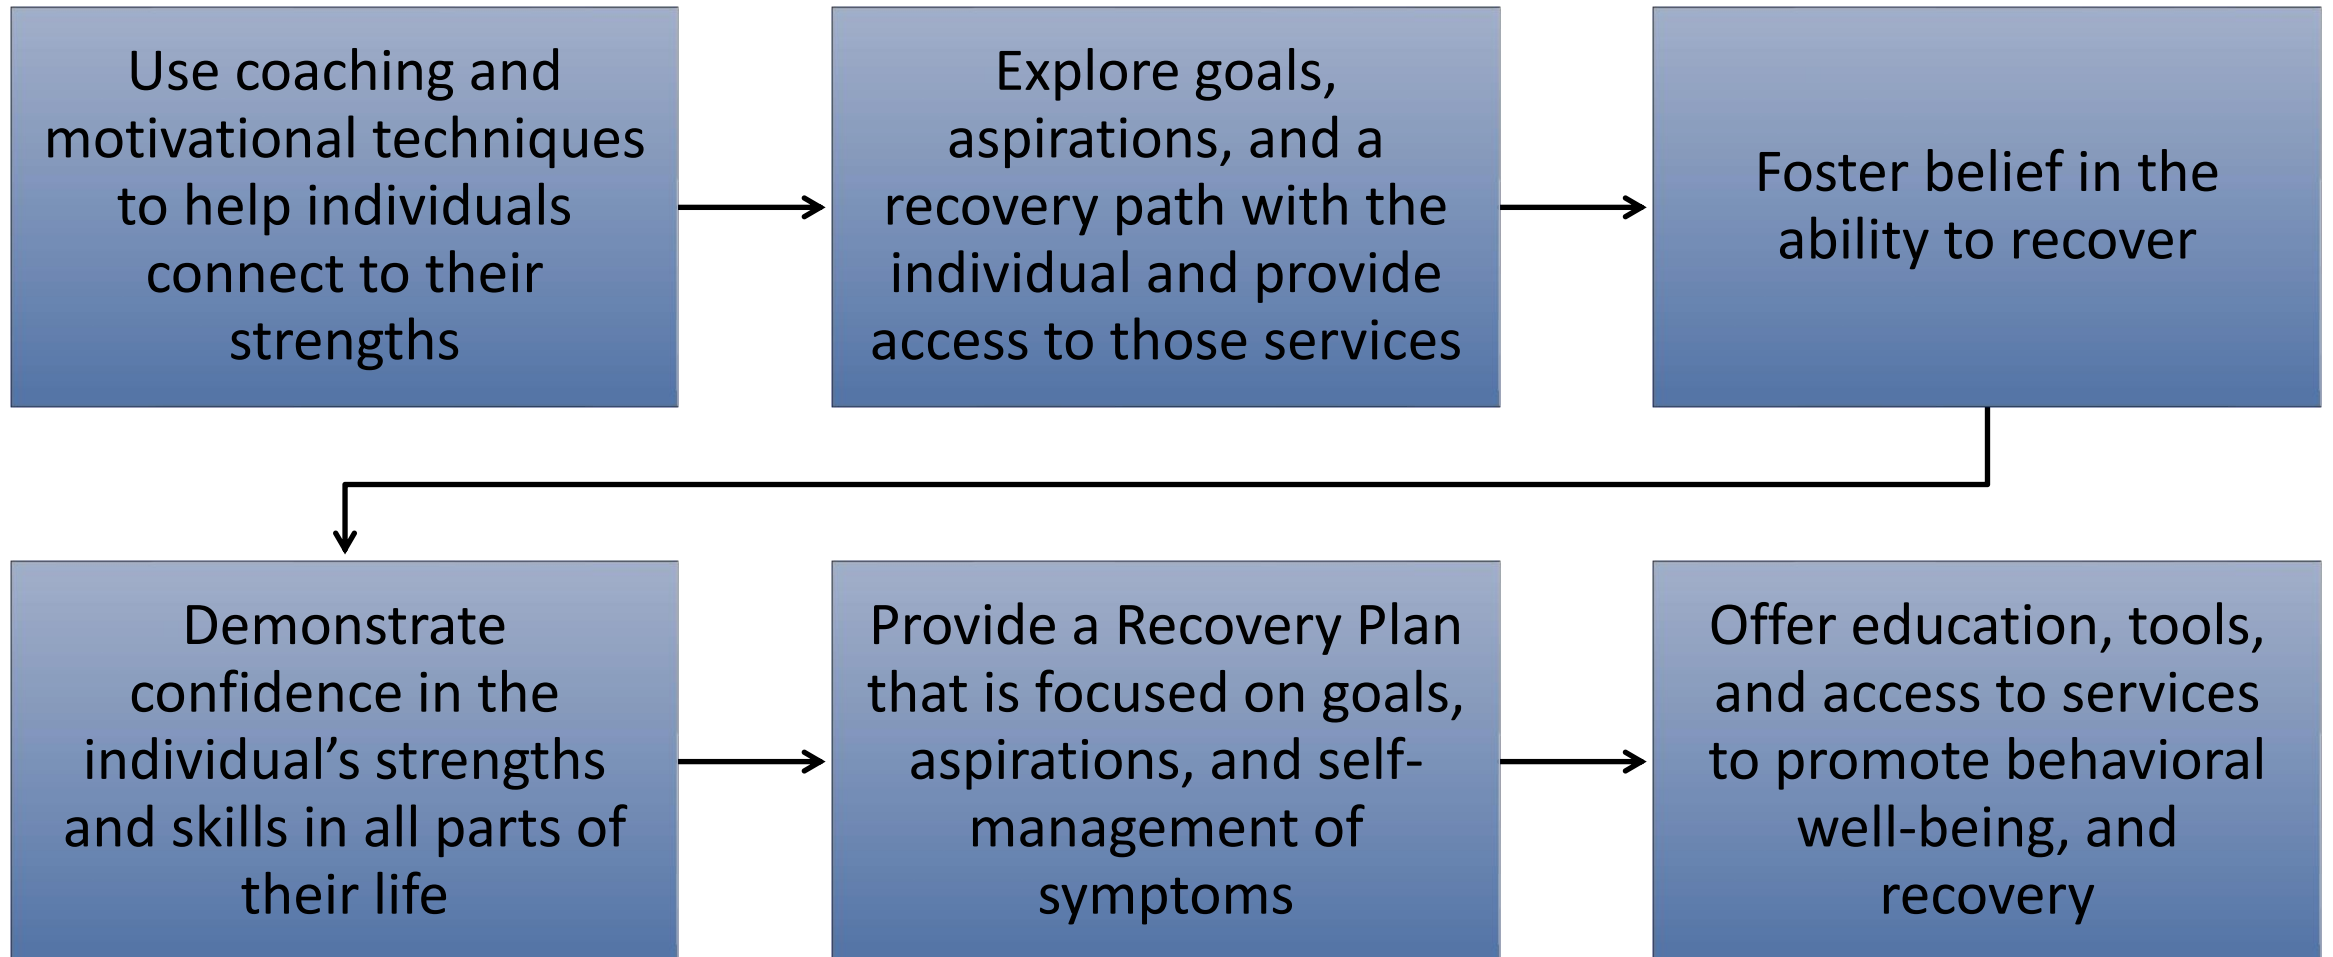 Use coaching and
motivational techniques
to help individuals
connect to their
strengths
Explore goals,
aspirations, and a
recovery path with the
individual and provide
access to those services
Foster belief in the
ability to recover
Demonstrate
confidence in the
individual’s strengths
and skills in all parts of
their life
Provide a Recovery Plan
that is focused on goals,
aspirations, and self-
management of
symptoms
Offer education, tools,
and access to services
to promote behavioral
well-being, and
recovery